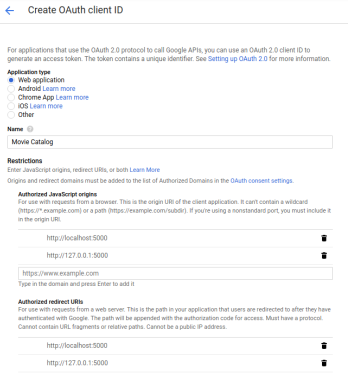 Create OAuth client ID
For applications that use the OAuth 2.0 protocol to call Google APIs, you can use an OAuth 2.0 client ID to
generate an access token. The token contains a unique identifier. See Setting up OAuth 2.0 for more information.
Application type
Web application
Android Learn more
Chrome App Learn more
iOS Learn more
Other
Name
Movie Catalog
Restrictions
Enter JavaScript origins, redirect URIs, or both Learn More
Origins and redirect domains must be added to the list of Authorized Domains in the OAuth consent settings.
Authorized JavaScript origins
For use with requests from a browser. This is the origin URI of the client application. It can't contain a wildcard
(https://*.example.com) or a path (https://example.com/subdir). If you're using a nonstandard port, you must include it
in the origin URI.
http://localhost:5000
http://127.0.0.1:5000
https://www.example.com
Type in the domain and press Enter to add it
Authorized redirect URIs
For use with requests from a web server. This is the path in your application that users are redirected to after they have
authenticated with Google. The path will be appended with the authorization code for access. Must have a protocol.
Cannot contain URL fragments or relative paths. Cannot be a public IP address.
http://localhost:5000
http://127.0.0.1:5000